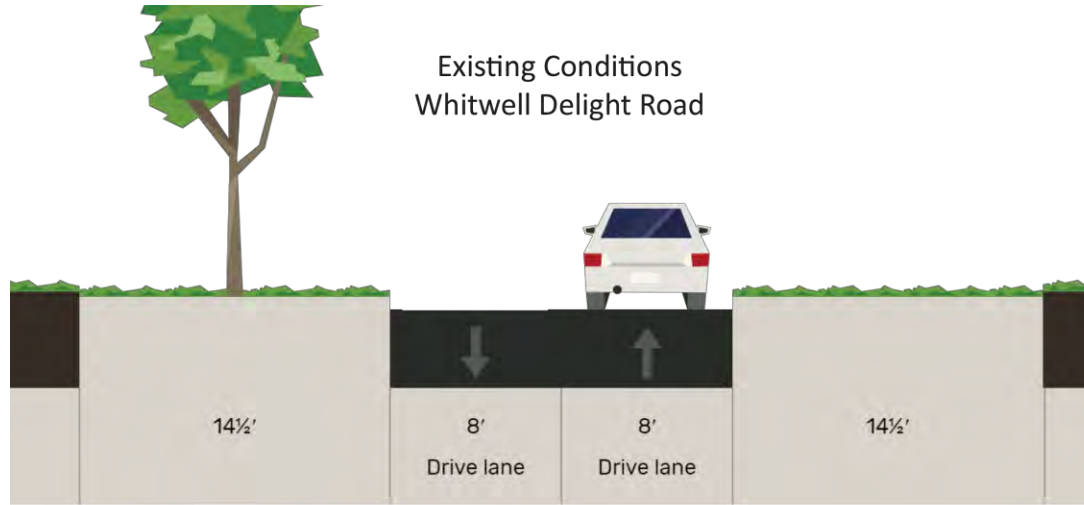 Existing Conditions
Whitwell Delight Road
14½′
8′
8′
14½′
Drive lane
Drive lane